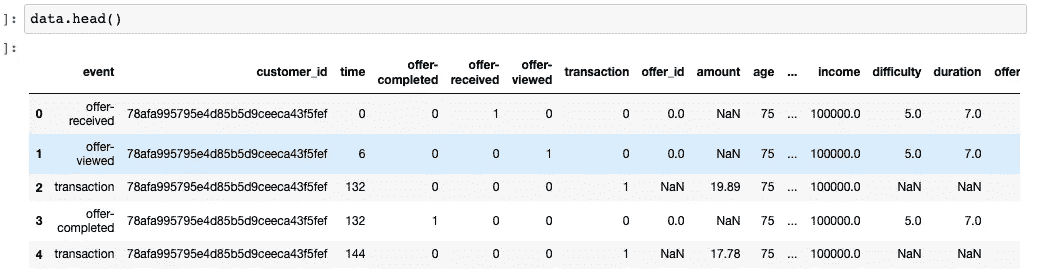 ]: data.head()
]:
event customer_id time offer-completed offer-received offer-viewed transaction offer_id amount age ... income difficulty duration offer
0 offer-received 78afa995795e4d85b5d9ceeca43f5fef 0 0 1 0 0 0.0 NaN 75 ... 100000.0 5.0 7.0
1 offer-viewed 78afa995795e4d85b5d9ceeca43f5fef 6 0 0 1 0 0.0 NaN 75 ... 100000.0 5.0 7.0
2 transaction 78afa995795e4d85b5d9ceeca43f5fef 132 0 0 0 1 NaN 19.89 75 ... 100000.0 NaN NaN
3 offer-completed 78afa995795e4d85b5d9ceeca43f5fef 132 1 0 0 0 0.0 NaN 75 ... 100000.0 5.0 7.0
4 transaction 78afa995795e4d85b5d9ceeca43f5fef 144 0 0 0 1 NaN 17.78 75 ... 100000.0 NaN NaN